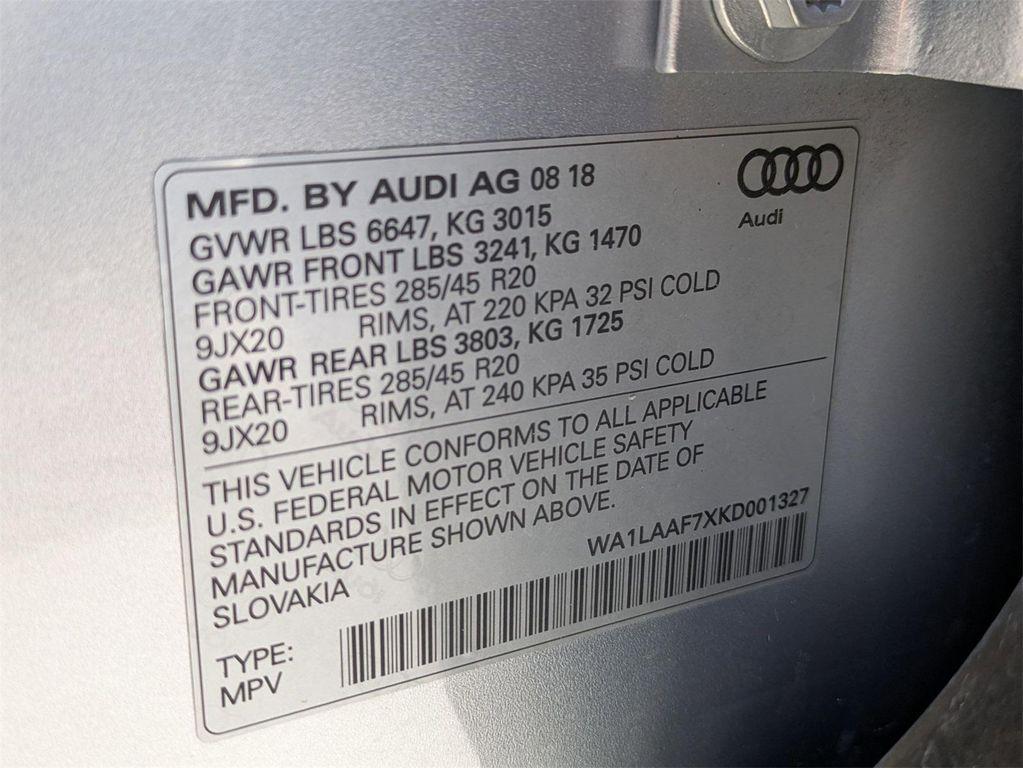 MFD. BY AUDI AG 08 18
Audi
GVWR LBS 6647, KG 3015
GAWR FRONT LBS 3241, KG 1470
FRONT-TIRES 285/45 R20
9JX20 RIMS, AT 220 KPA 32 PSI COLD
GAWR REAR LBS 3803, KG 1725
REAR-TIRES 285/45 R20
9JX20 RIMS, AT 240 KPA 35 PSI COLD
THIS VEHICLE CONFORMS TO ALL APPLICABLE
U.S. FEDERAL MOTOR VEHICLE SAFETY
STANDARDS IN EFFECT ON THE DATE OF
MANUFACTURE SHOWN ABOVE.
SLOVAKIA
WA1LAAF7XKD001327
TYPE:
MPV